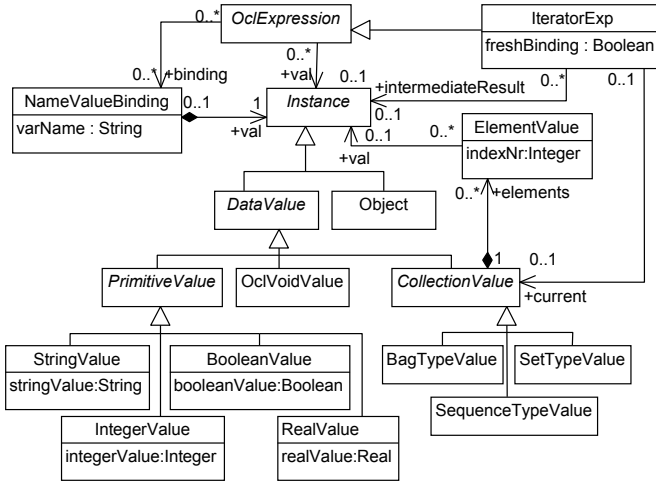 OclExpression
IteratorExp
freshBinding : Boolean
0..*
0..*
+val
0..1
0..*
+binding
+intermediateResult
0..*
0..1
0..1
NameValueBinding
varName : String
0..1
1
+val
Instance
0..1
+val
0..*
ElementValue
indexNr:Integer
0..*
+elements
DataValue
Object
PrimitiveValue
OclVoidValue
CollectionValue
1
0..1
+current
StringValue
stringValue:String
BooleanValue
booleanValue:Boolean
BagTypeValue
SetTypeValue
SequenceTypeValue
IntegerValue
integerValue:Integer
RealValue
realValue:Real